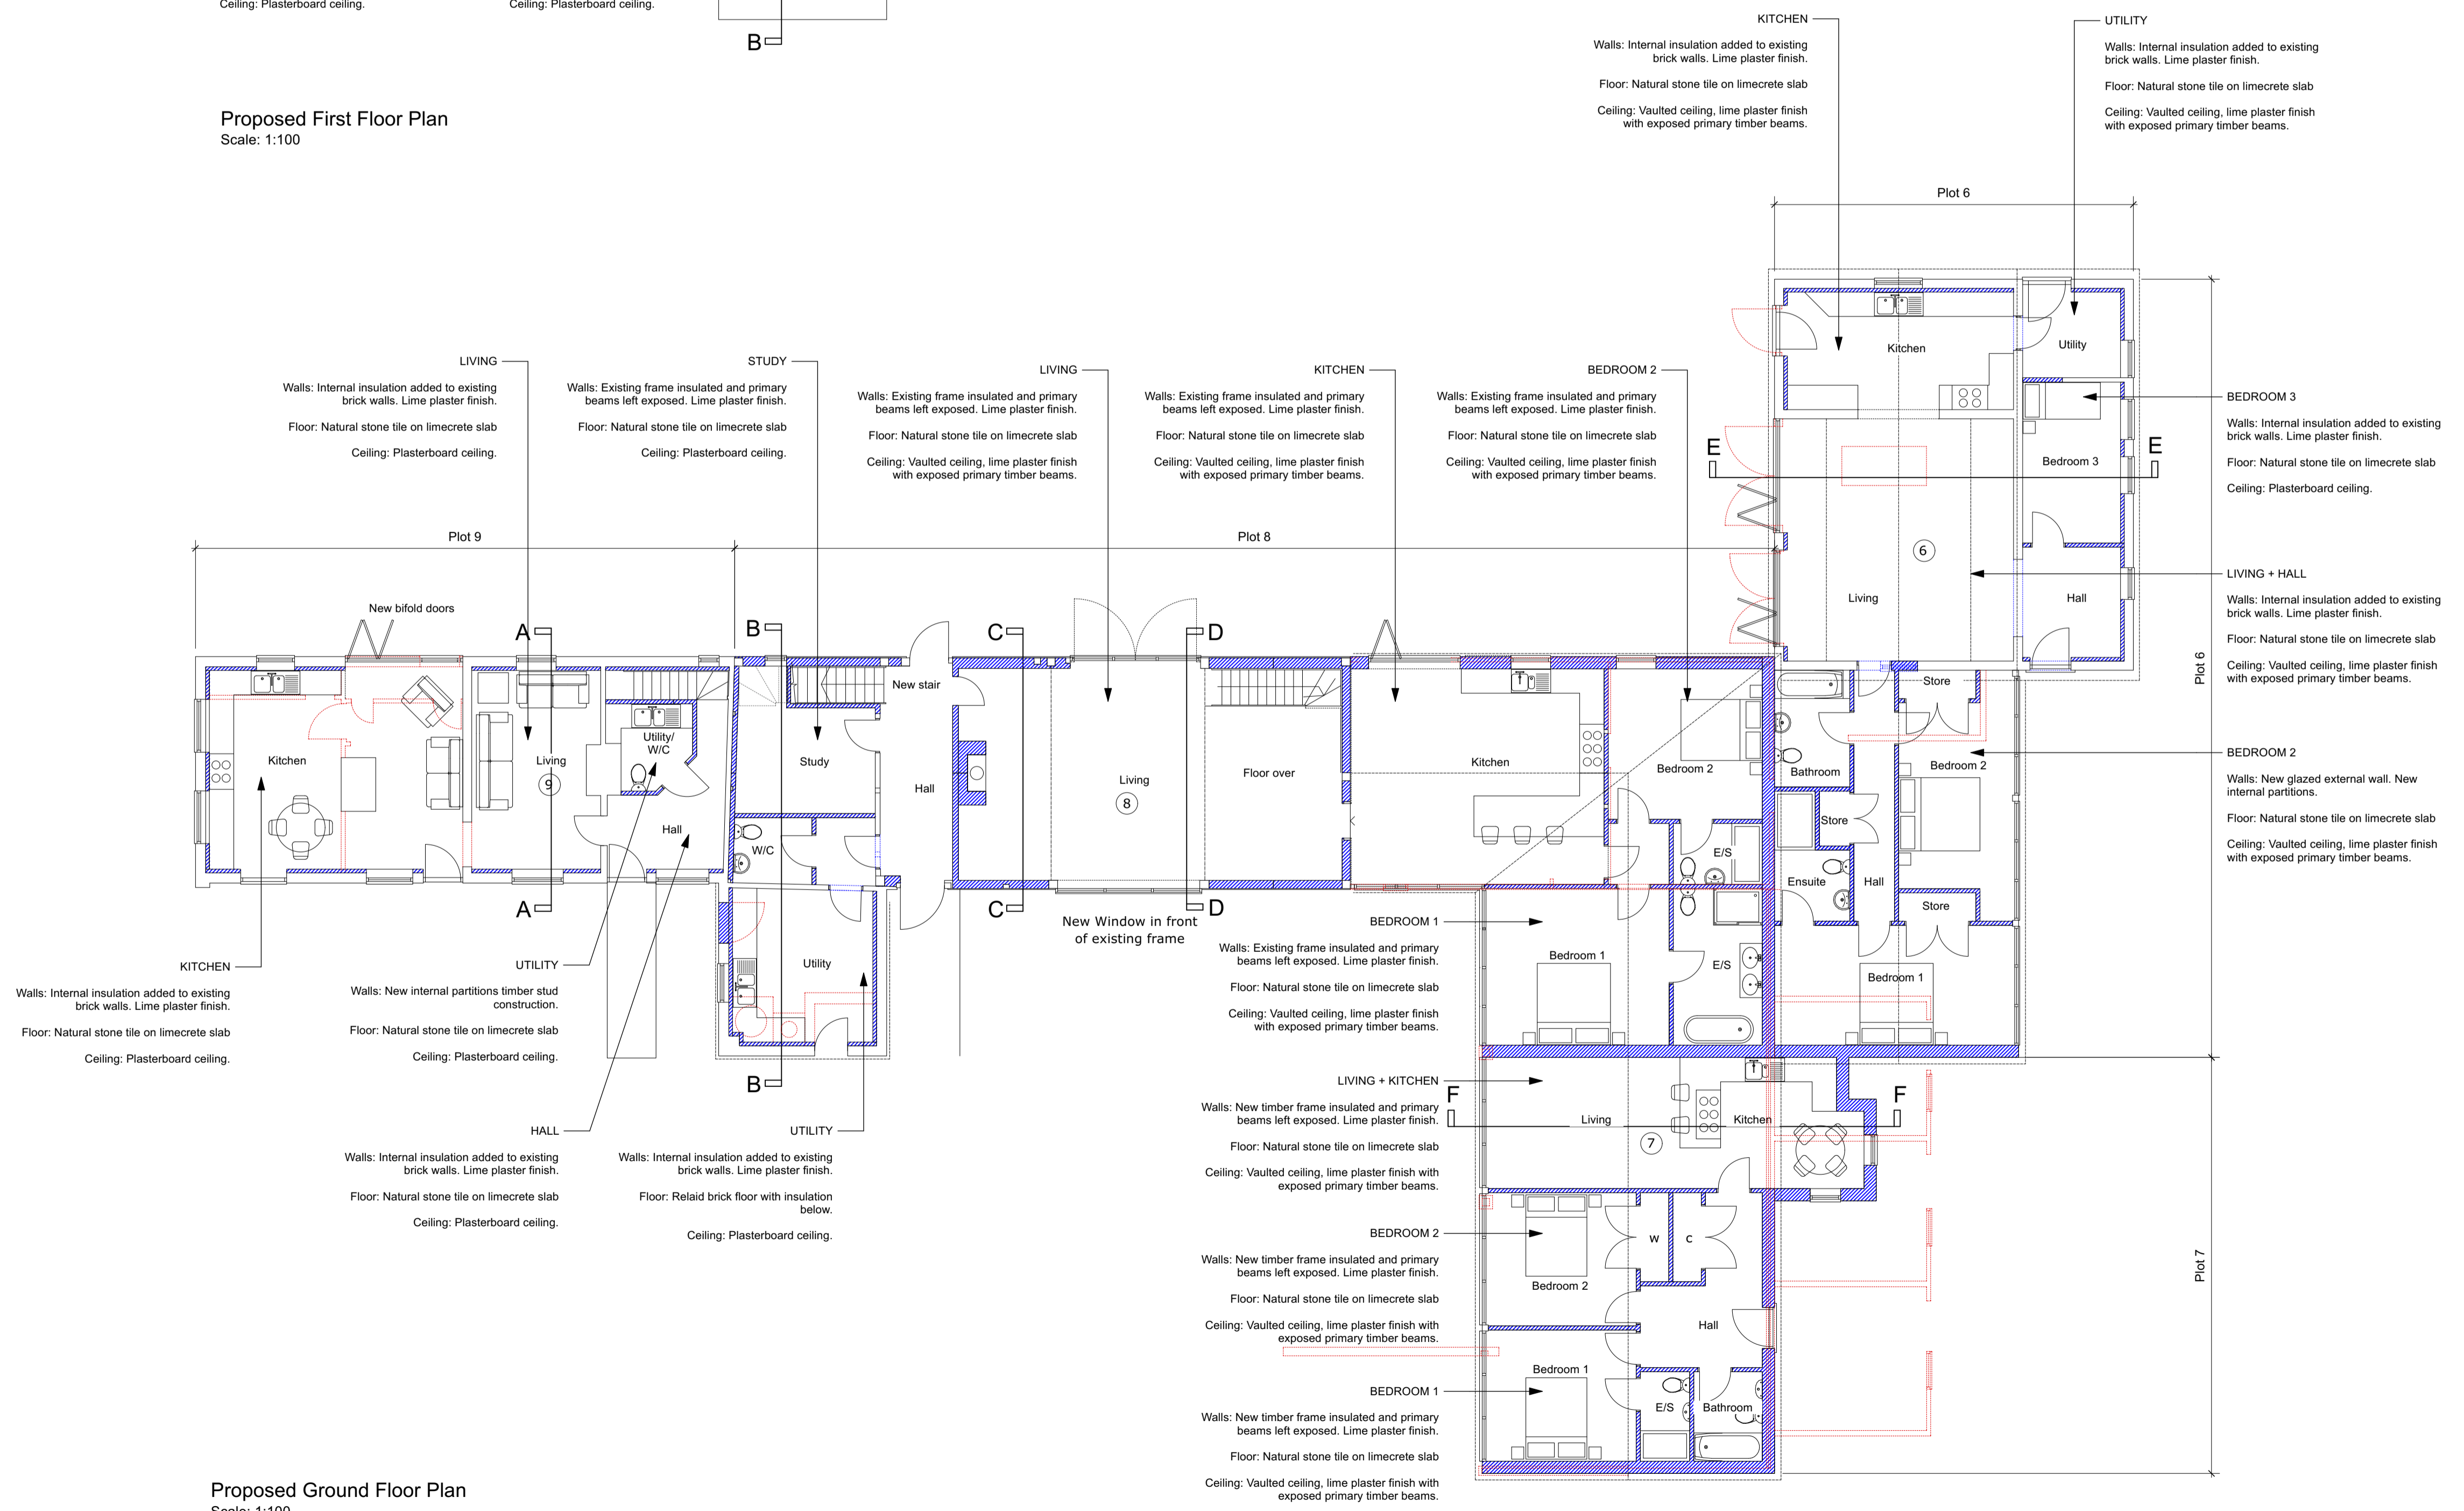 Ceiling: Plasterboard ceiling.
Ceiling: Plasterboard ceiling.
B
Proposed First Floor Plan
Scale: 1:100
KITCHEN
Walls: Internal insulation added to existing
brick walls. Lime plaster finish.
Floor: Natural stone tile on limecrete slab
Ceiling: Vaulted ceiling, lime plaster finish
with exposed primary timber beams.
UTILITY
Walls: Internal insulation added to existing
brick walls. Lime plaster finish.
Floor: Natural stone tile on limecrete slab
Ceiling: Vaulted ceiling, lime plaster finish
with exposed primary timber beams.
Plot 6
LIVING
Walls: Internal insulation added to existing
brick walls. Lime plaster finish.
Floor: Natural stone tile on limecrete slab
Ceiling: Plasterboard ceiling.
STUDY
Walls: Existing frame insulated and primary
beams left exposed. Lime plaster finish.
Floor: Natural stone tile on limecrete slab
Ceiling: Plasterboard ceiling.
LIVING
Walls: Existing frame insulated and primary
beams left exposed. Lime plaster finish.
Floor: Natural stone tile on limecrete slab
Ceiling: Vaulted ceiling, lime plaster finish
with exposed primary timber beams.
KITCHEN
Walls: Existing frame insulated and primary
beams left exposed. Lime plaster finish.
Floor: Natural stone tile on limecrete slab
Ceiling: Vaulted ceiling, lime plaster finish
with exposed primary timber beams.
BEDROOM 2
Walls: Existing frame insulated and primary
beams left exposed. Lime plaster finish.
Floor: Natural stone tile on limecrete slab
Ceiling: Vaulted ceiling, lime plaster finish
with exposed primary timber beams.
Kitchen
Utility
Bedroom 3
E
E
6
Living
Hall
BEDROOM 3
Walls: Internal insulation added to existing
brick walls. Lime plaster finish.
Floor: Natural stone tile on limecrete slab
Ceiling: Plasterboard ceiling.
LIVING + HALL
Walls: Internal insulation added to existing
brick walls. Lime plaster finish.
Floor: Natural stone tile on limecrete slab
Ceiling: Vaulted ceiling, lime plaster finish
with exposed primary timber beams.
Plot 6
BEDROOM 2
Walls: New glazed external wall. New
internal partitions.
Floor: Natural stone tile on limecrete slab
Ceiling: Vaulted ceiling, lime plaster finish
with exposed primary timber beams.
Plot 9
Plot 8
New bifold doors
A
B
C
D
Kitchen
Living
9
Utility/
W/C
Hall
Study
New stair
Hall
W/C
Living
8
Floor over
Kitchen
Bedroom 2
E/S
Bathroom
Store
Bedroom 2
Store
Ensuite
Hall
Store
A
C
D
New Window in front
of existing frame
Utility
B
Bedroom 1
E/S
Bedroom 1
KITCHEN
Walls: Internal insulation added to existing
brick walls. Lime plaster finish.
Floor: Natural stone tile on limecrete slab
Ceiling: Plasterboard ceiling.
UTILITY
Walls: New internal partitions timber stud
construction.
Floor: Natural stone tile on limecrete slab
Ceiling: Plasterboard ceiling.
HALL
Walls: Internal insulation added to existing
brick walls. Lime plaster finish.
Floor: Natural stone tile on limecrete slab
Ceiling: Plasterboard ceiling.
UTILITY
Walls: Internal insulation added to existing
brick walls. Lime plaster finish.
Floor: Relaid brick floor with insulation
below.
Ceiling: Plasterboard ceiling.
BEDROOM 1
Walls: Existing frame insulated and primary
beams left exposed. Lime plaster finish.
Floor: Natural stone tile on limecrete slab
Ceiling: Vaulted ceiling, lime plaster finish
with exposed primary timber beams.
LIVING + KITCHEN
Walls: New timber frame insulated and primary
beams left exposed. Lime plaster finish.
Floor: Natural stone tile on limecrete slab
Ceiling: Vaulted ceiling, lime plaster finish with
exposed primary timber beams.
F
F
Living
Kitchen
7
BEDROOM 2
Walls: New timber frame insulated and primary
beams left exposed. Lime plaster finish.
Floor: Natural stone tile on limecrete slab
Ceiling: Vaulted ceiling, lime plaster finish with
exposed primary timber beams.
Bedroom 2
W
C
Hall
Plot 7
BEDROOM 1
Walls: New timber frame insulated and primary
beams left exposed. Lime plaster finish.
Floor: Natural stone tile on limecrete slab
Ceiling: Vaulted ceiling, lime plaster finish with
exposed primary timber beams.
Bedroom 1
E/S
Bathroom
Proposed Ground Floor Plan
Scale: 1:100